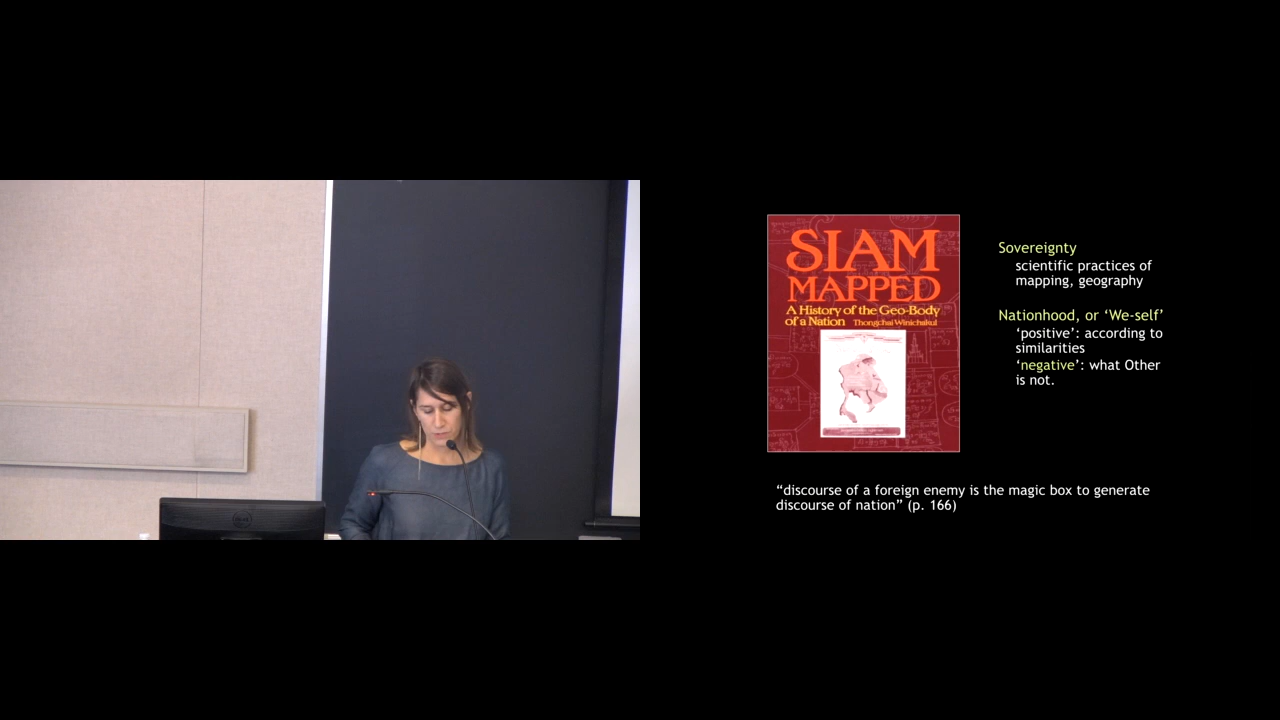 SIAM
MAPPED
A History of the Geo-Body
of a Nation Thongchai Winichakul
Sovereignty
scientific practices of
mapping, geography
Nationhood, or ‘We-self’
‘positive’: according to
similarities
‘negative’: what Other
is not.
“discourse of a foreign enemy is the magic box to generate
discourse of nation” (p. 166)